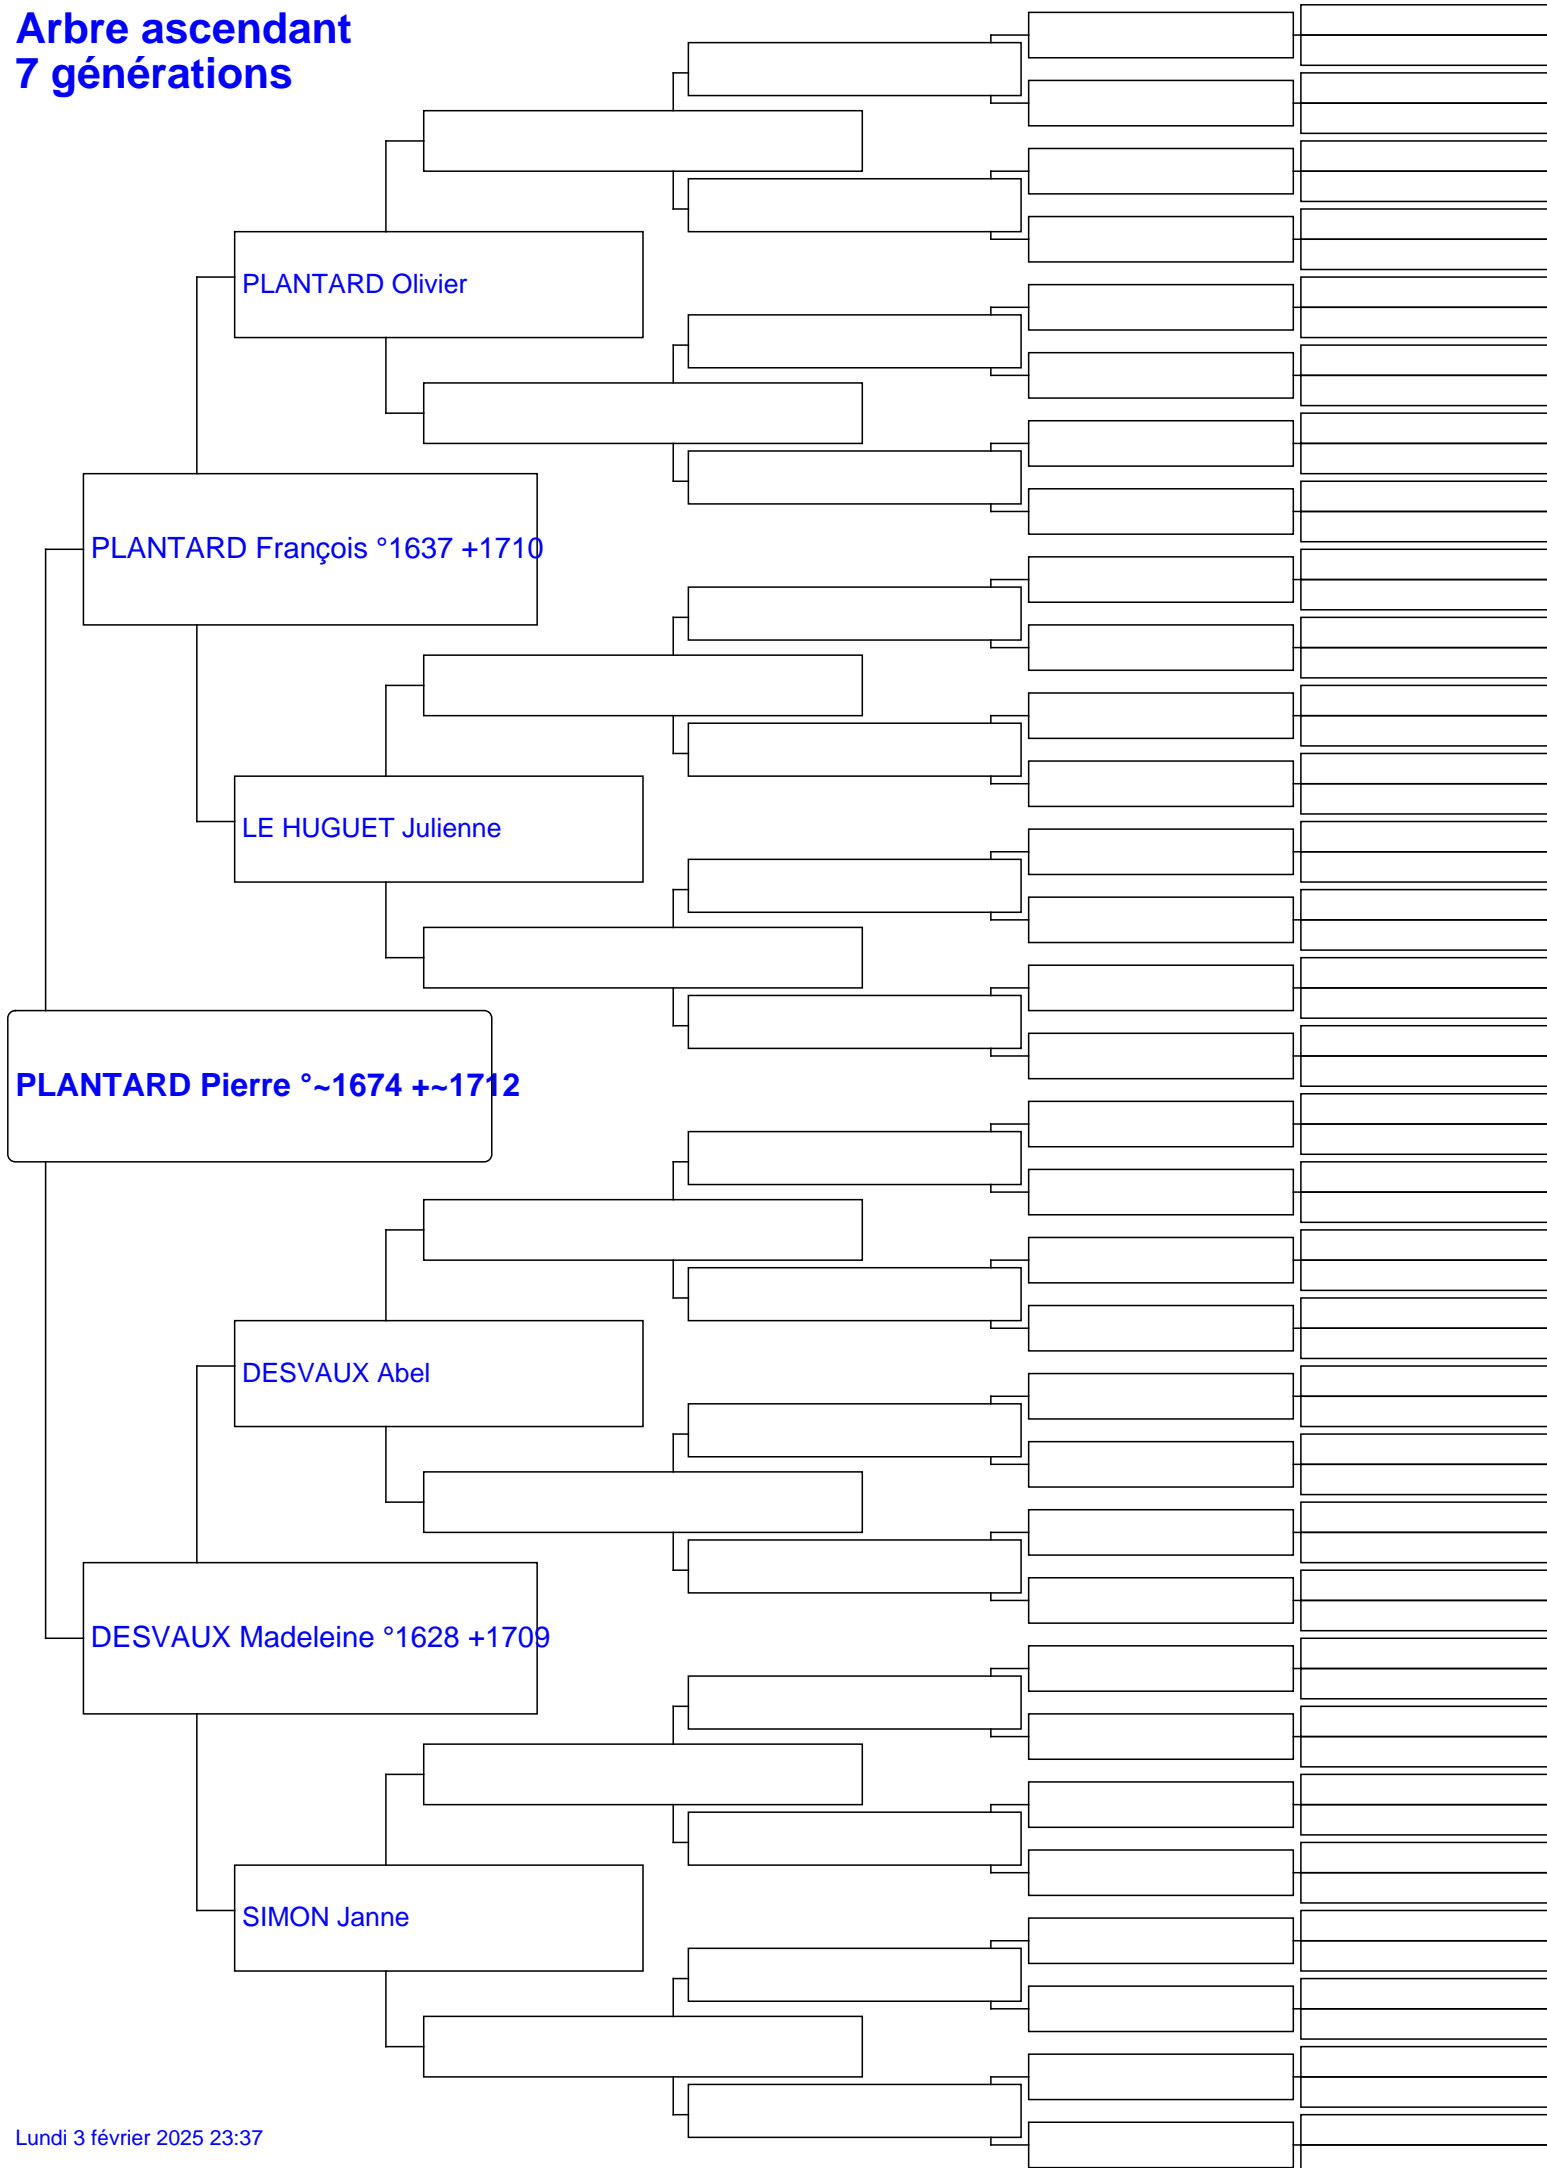 Arbre ascendant
7 générations
PLANTARD Olivier
PLANTARD François °1637 +1710
LE HUGUET Julienne
PLANTARD Pierre °~1674 +~1712
DESVAUX Abel
DESVAUX Madeleine °1628 +1709
SIMON Janne
Lundi 3 février 2025 23:37